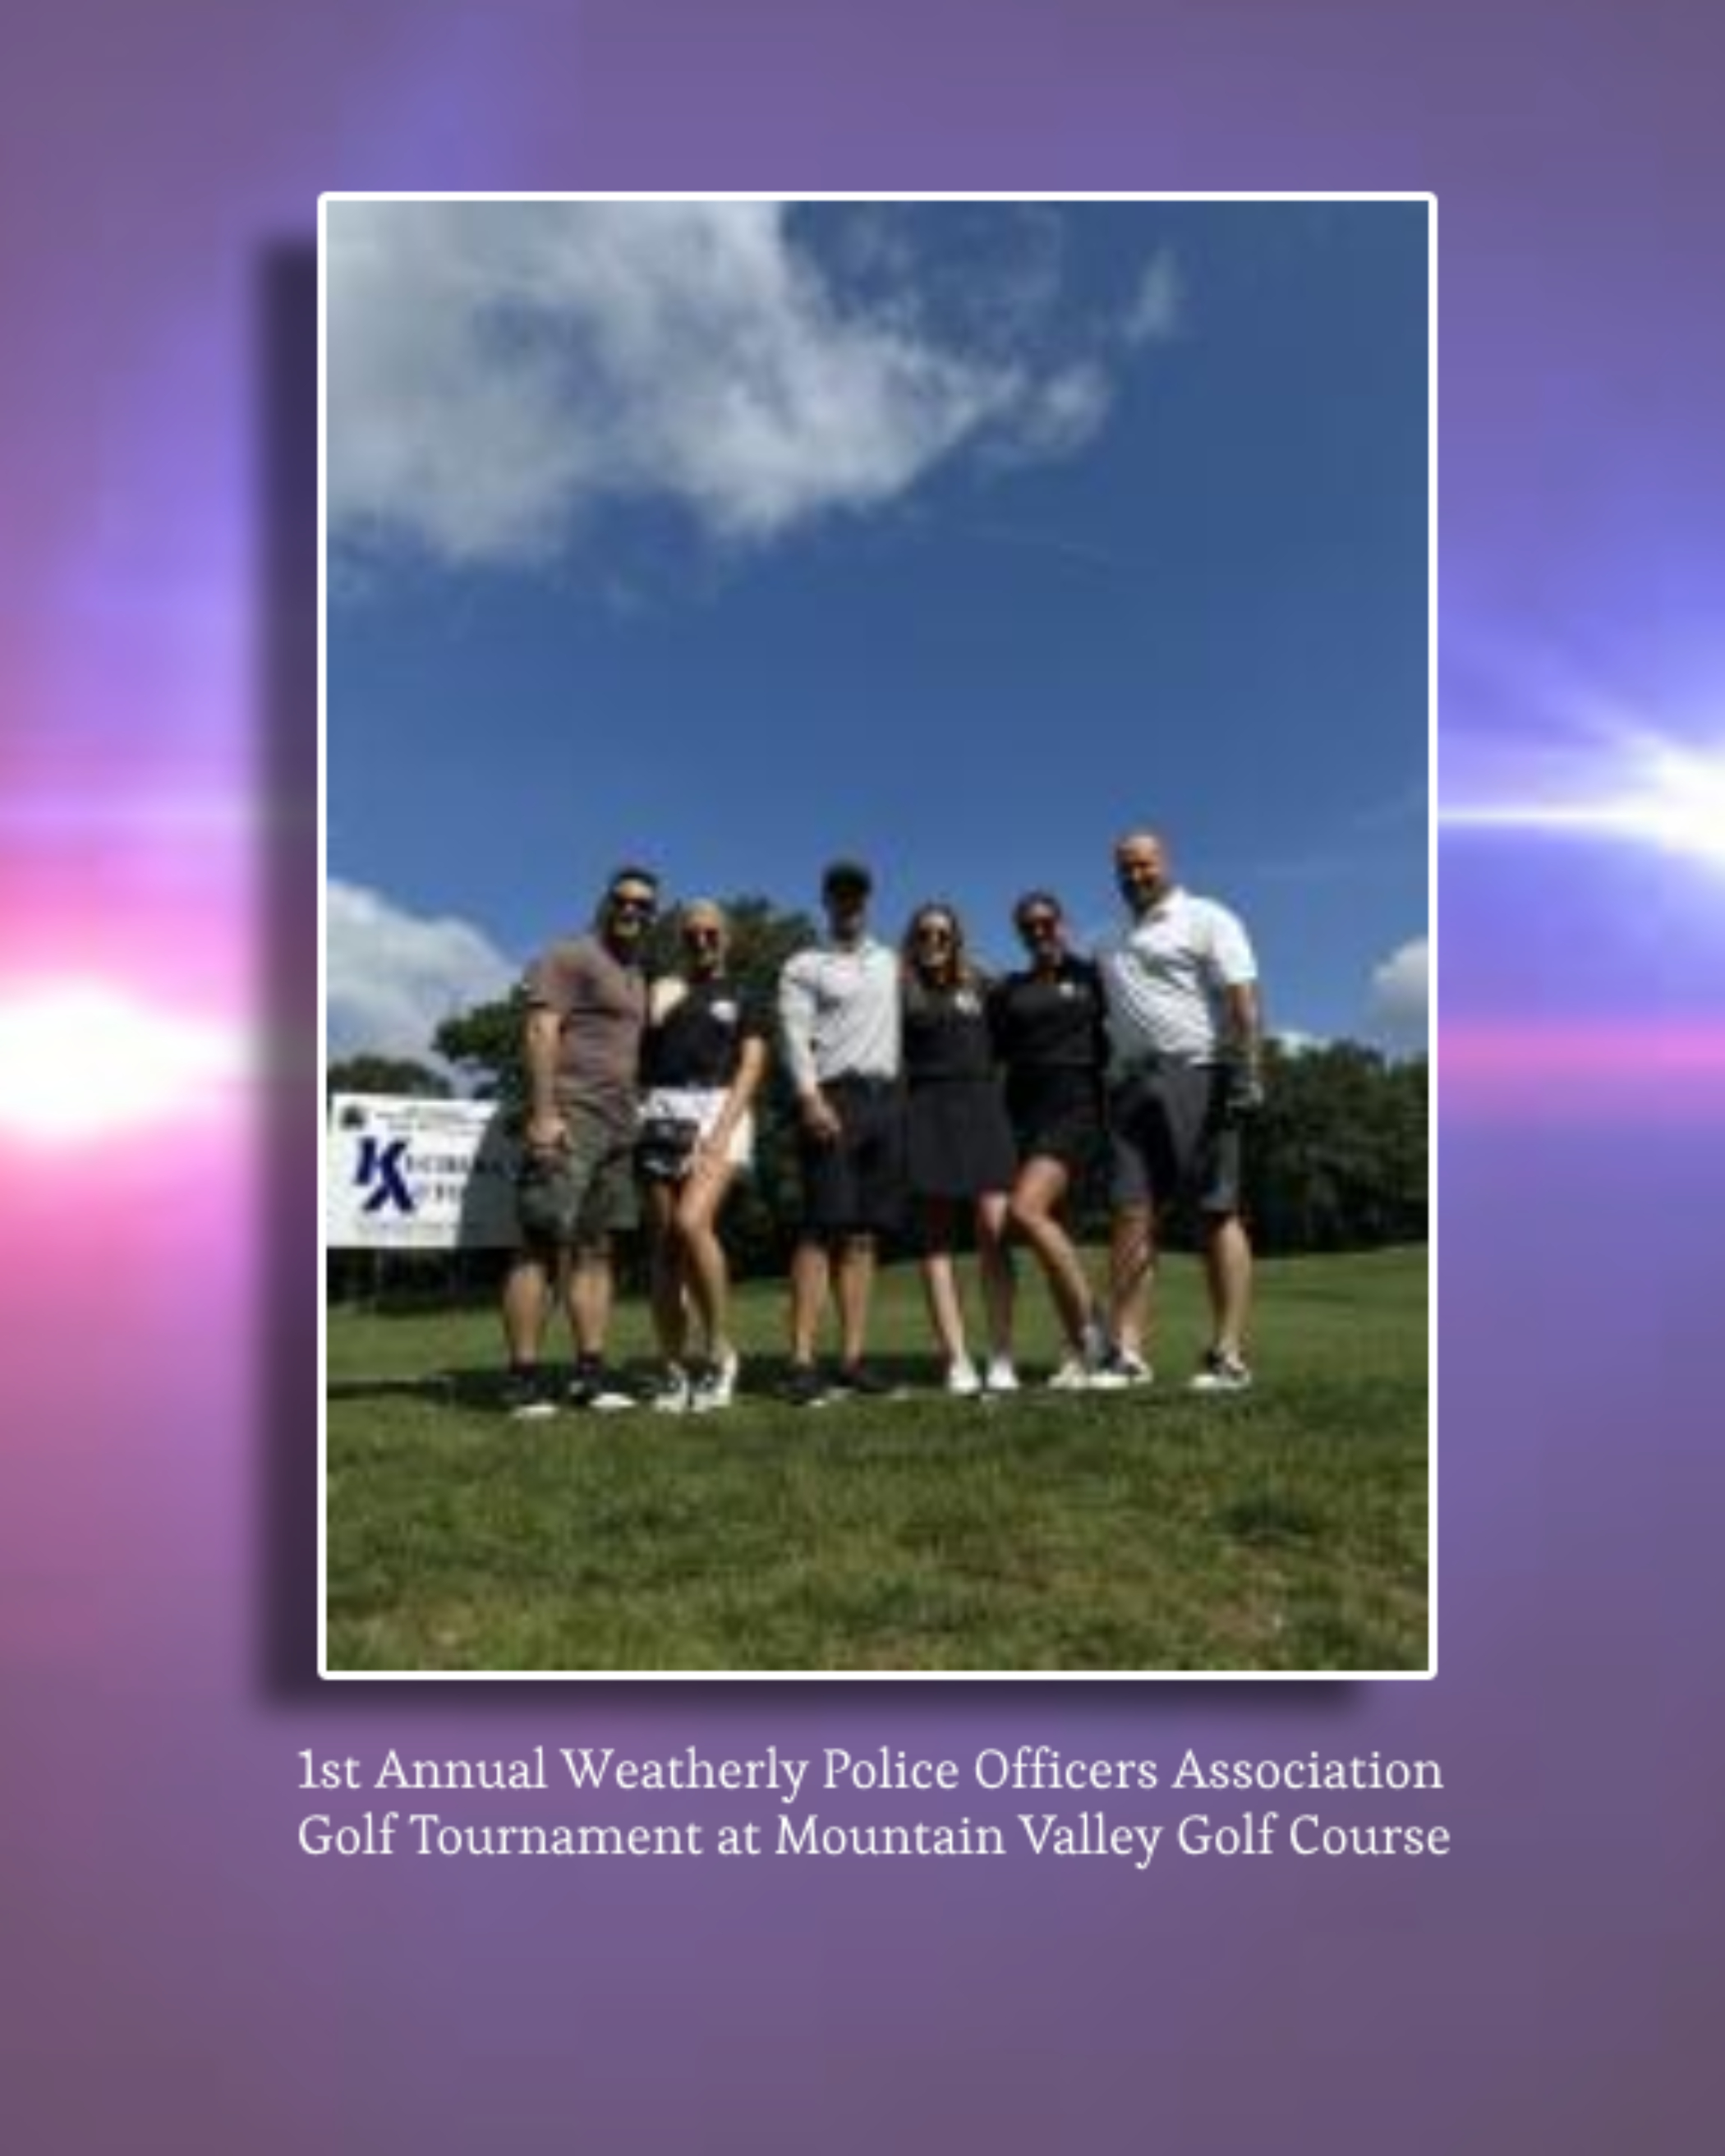 K
X
1st Annual Weatherly Police Officers Association
Golf Tournament at Mountain Valley Golf Course